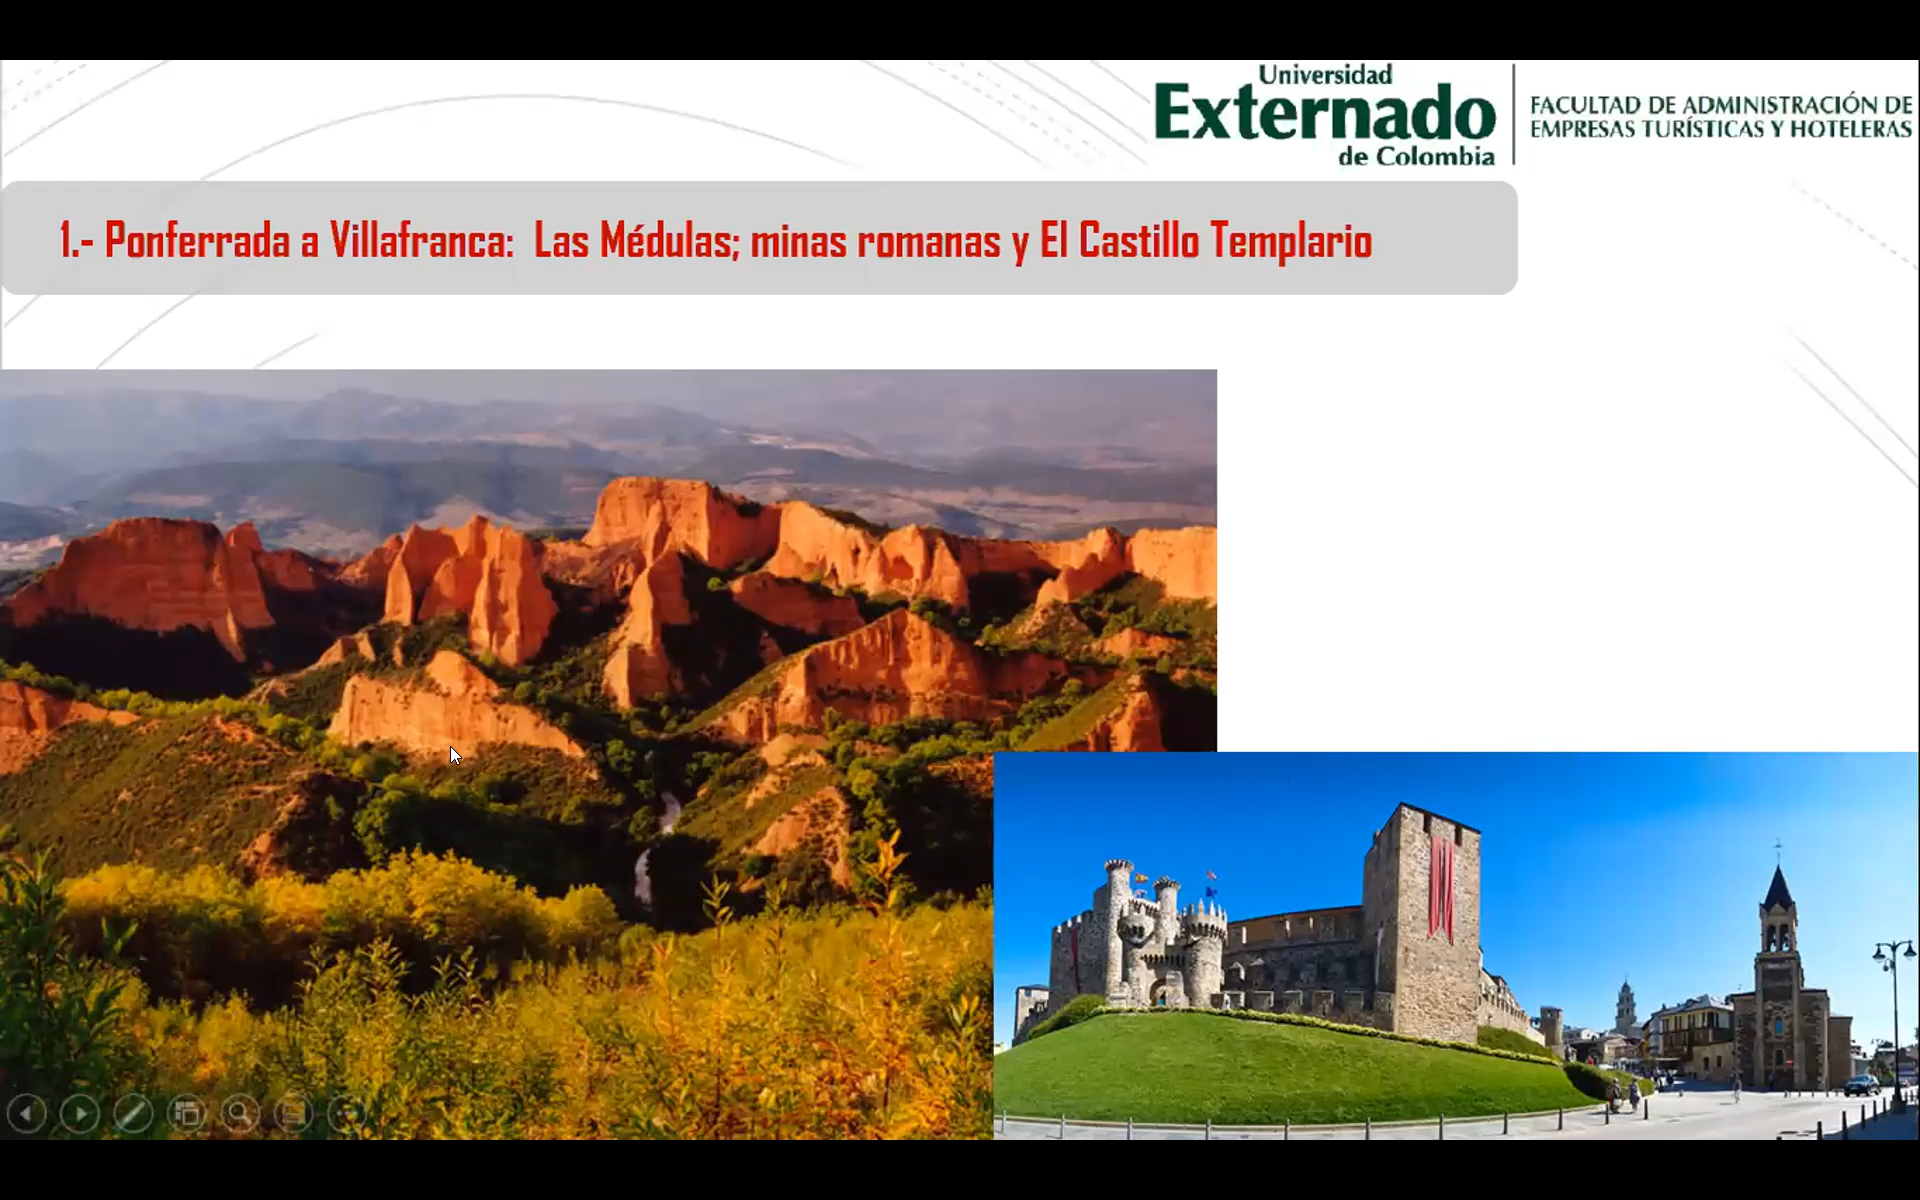 Universidad
Externado
de Colombia
FACULTAD DE ADMINISTRACIÓN DE
EMPRESAS TURÍSTICAS Y HOTELERAS
1.- Ponferrada a Villafranca: Las Médulas; minas romanas y El Castillo Templario